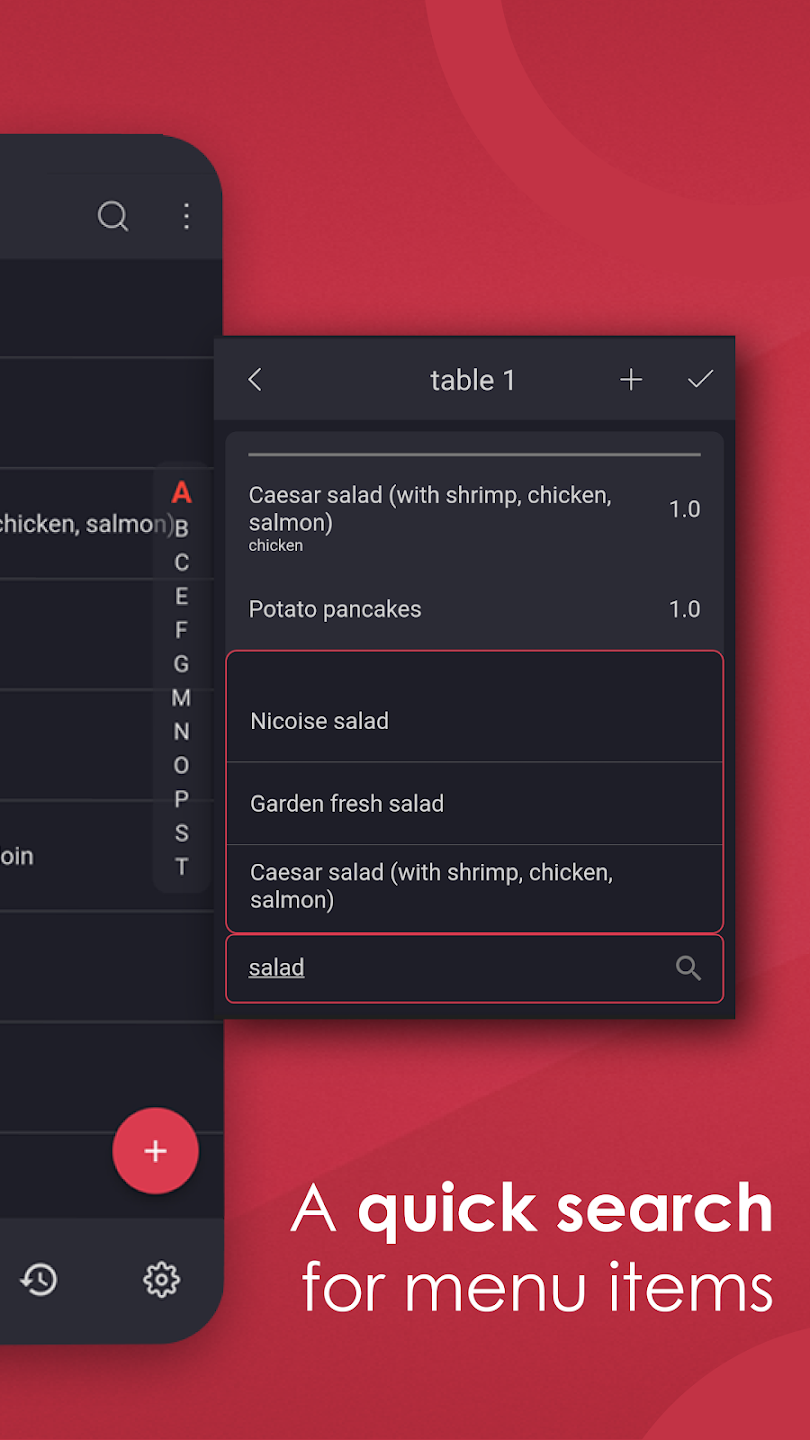 table 1
Caesar salad (with shrimp, chicken,
salmon)
1.0
chicken
Potato pancakes
1.0
Nicoise salad
Garden fresh salad
Caesar salad (with shrimp, chicken,
salmon)
salad
chicken, salmon)
oin
A
B
C
E
F
G
M
N
O
P
S
T
A quick search
for menu items